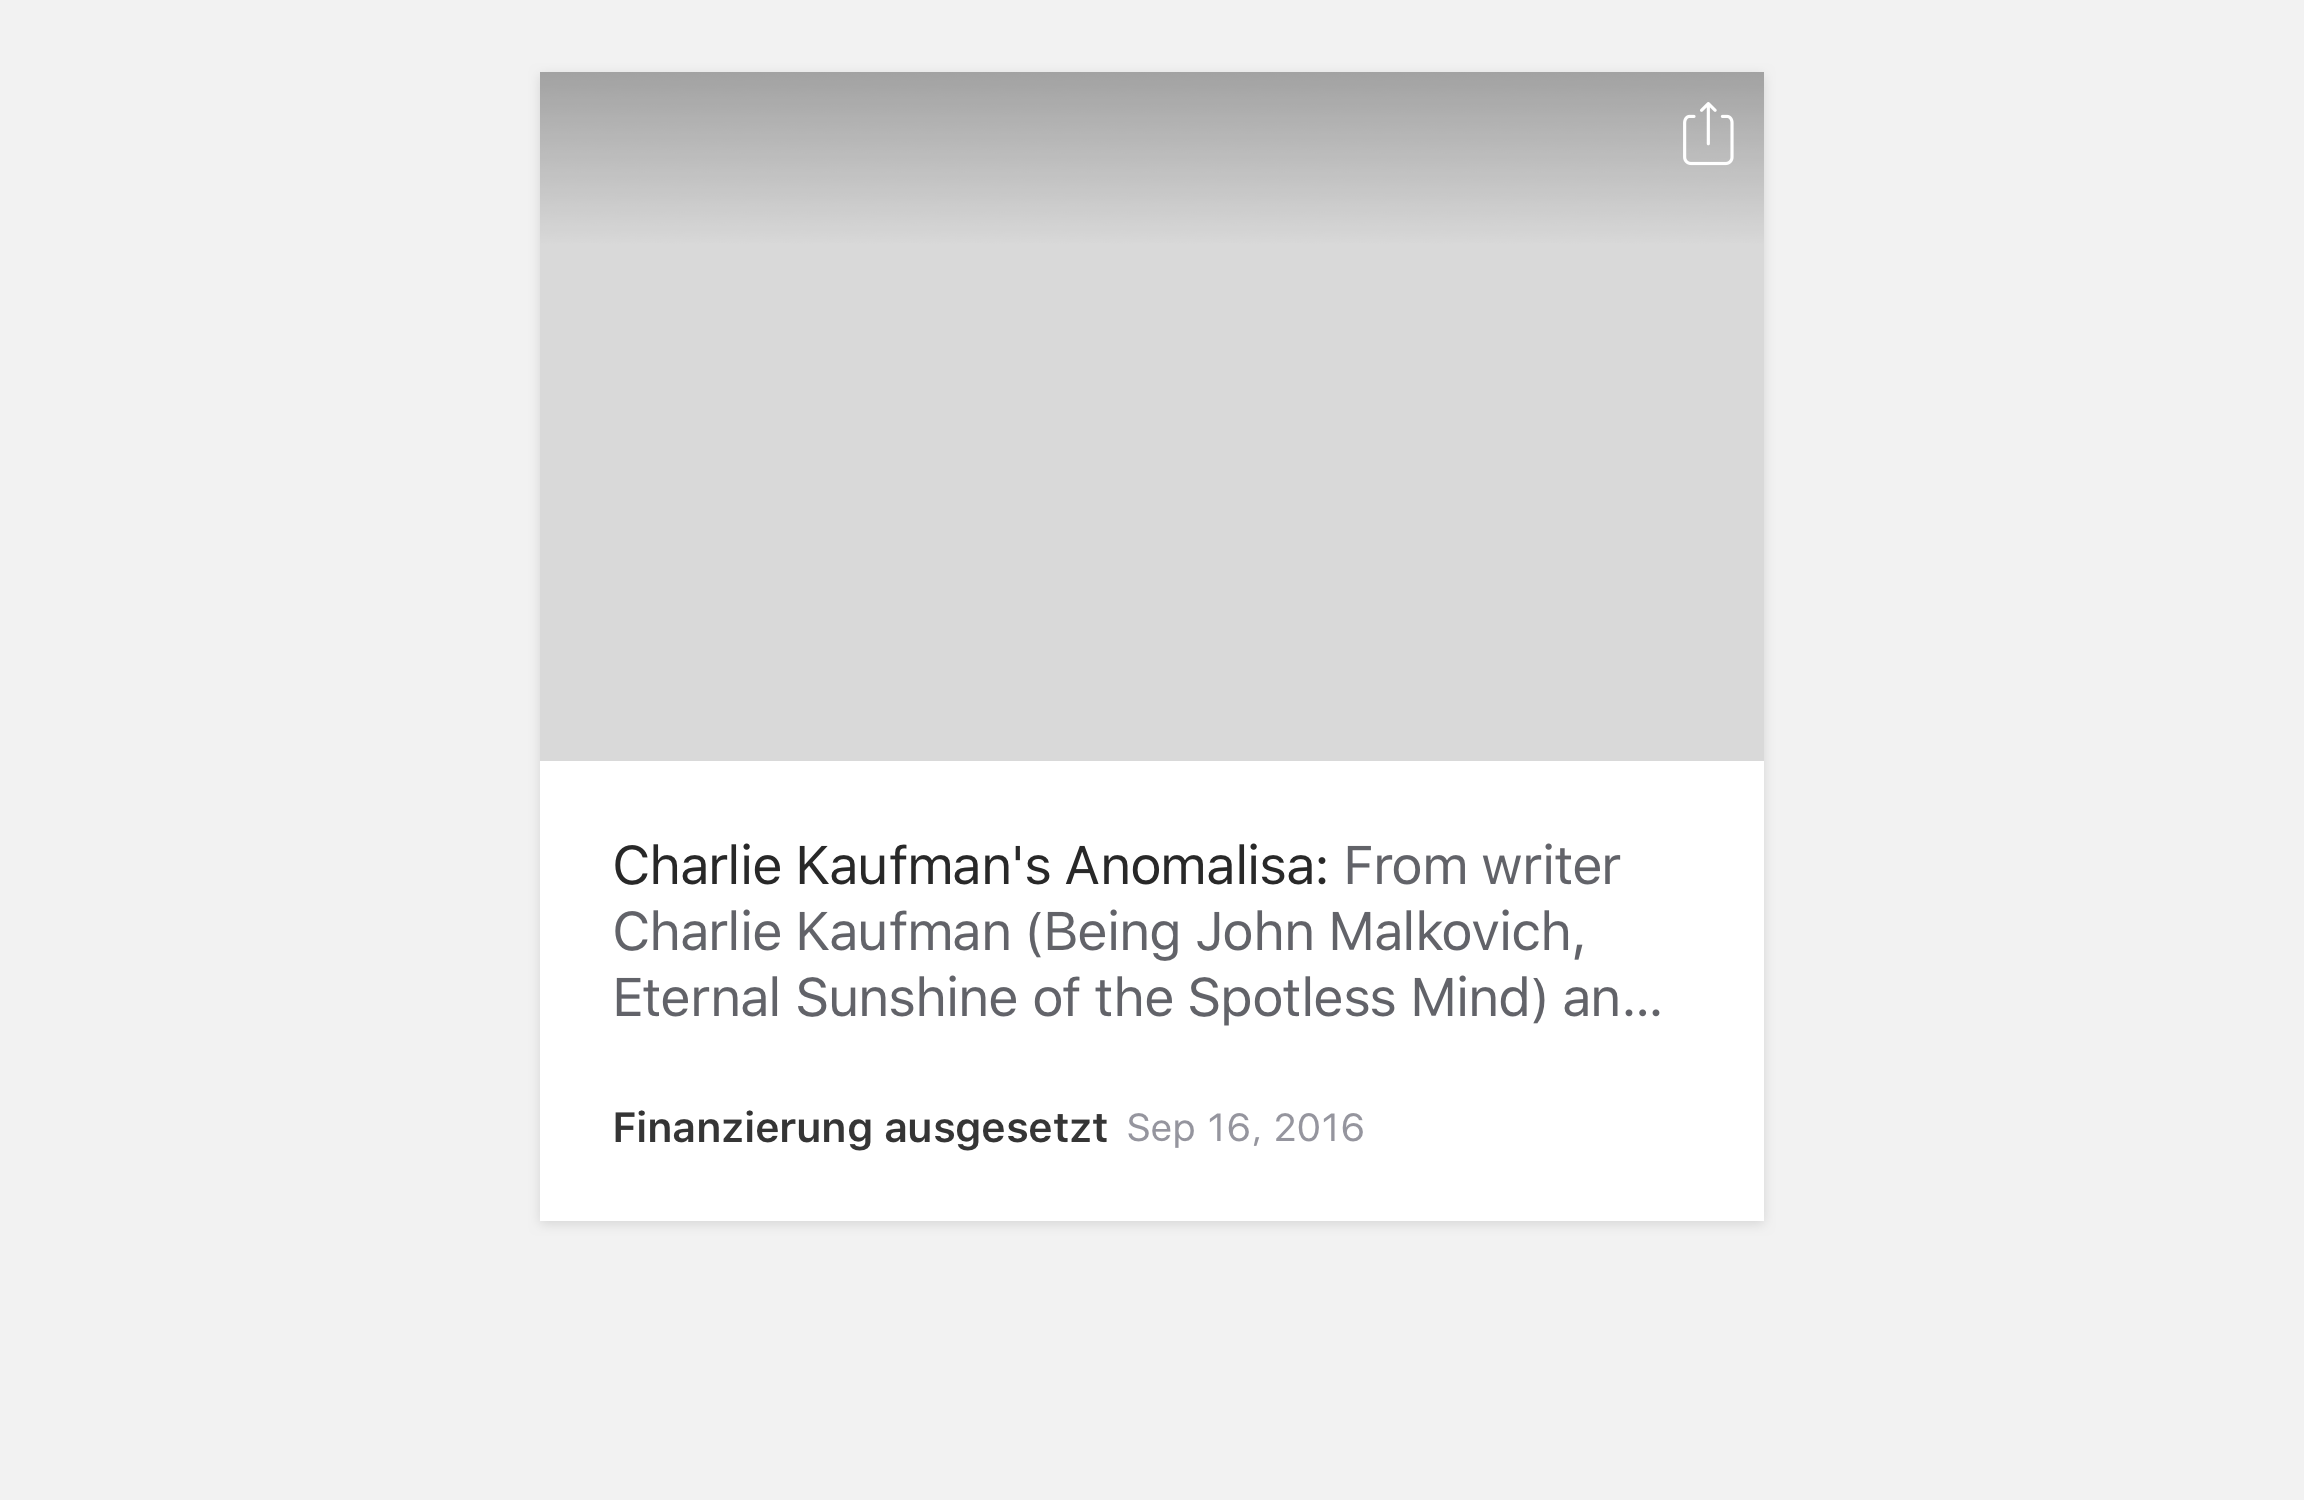 Charlie Kaufman's Anomalisa: From writer
Charlie Kaufman (Being John Malkovich,
Eternal Sunshine of the Spotless Mind) an...
Finanzierung ausgesetzt Sep 16, 2016